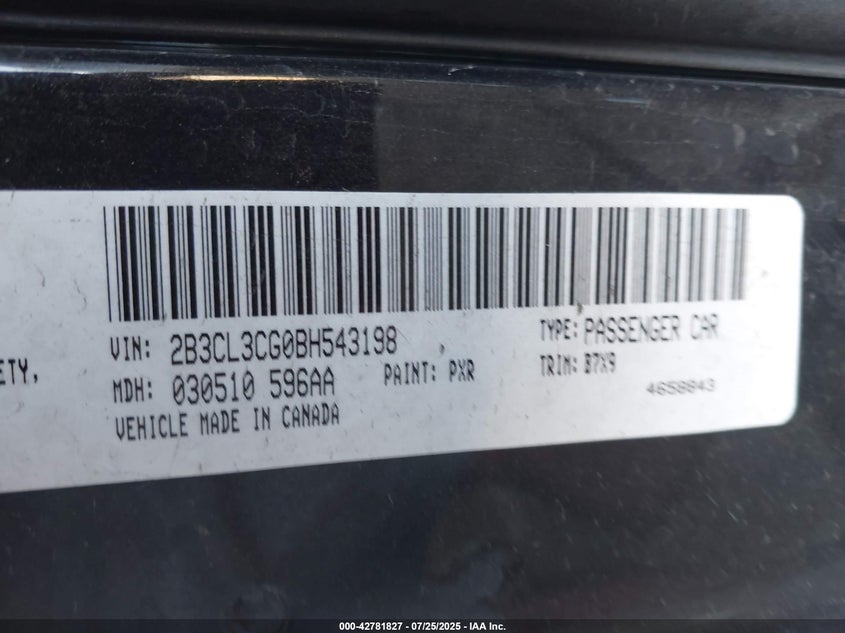 VIN: 2B3CL3CG0BH543198
TYPE: PASSENGER CAR
ETY,
MDH: 030510 596AA
PAINT: PXR
TRIM: B7X9
VEHICLE MADE IN CANADA
4658843
000-42781827 / 07/25/2025 - IAA Inc.